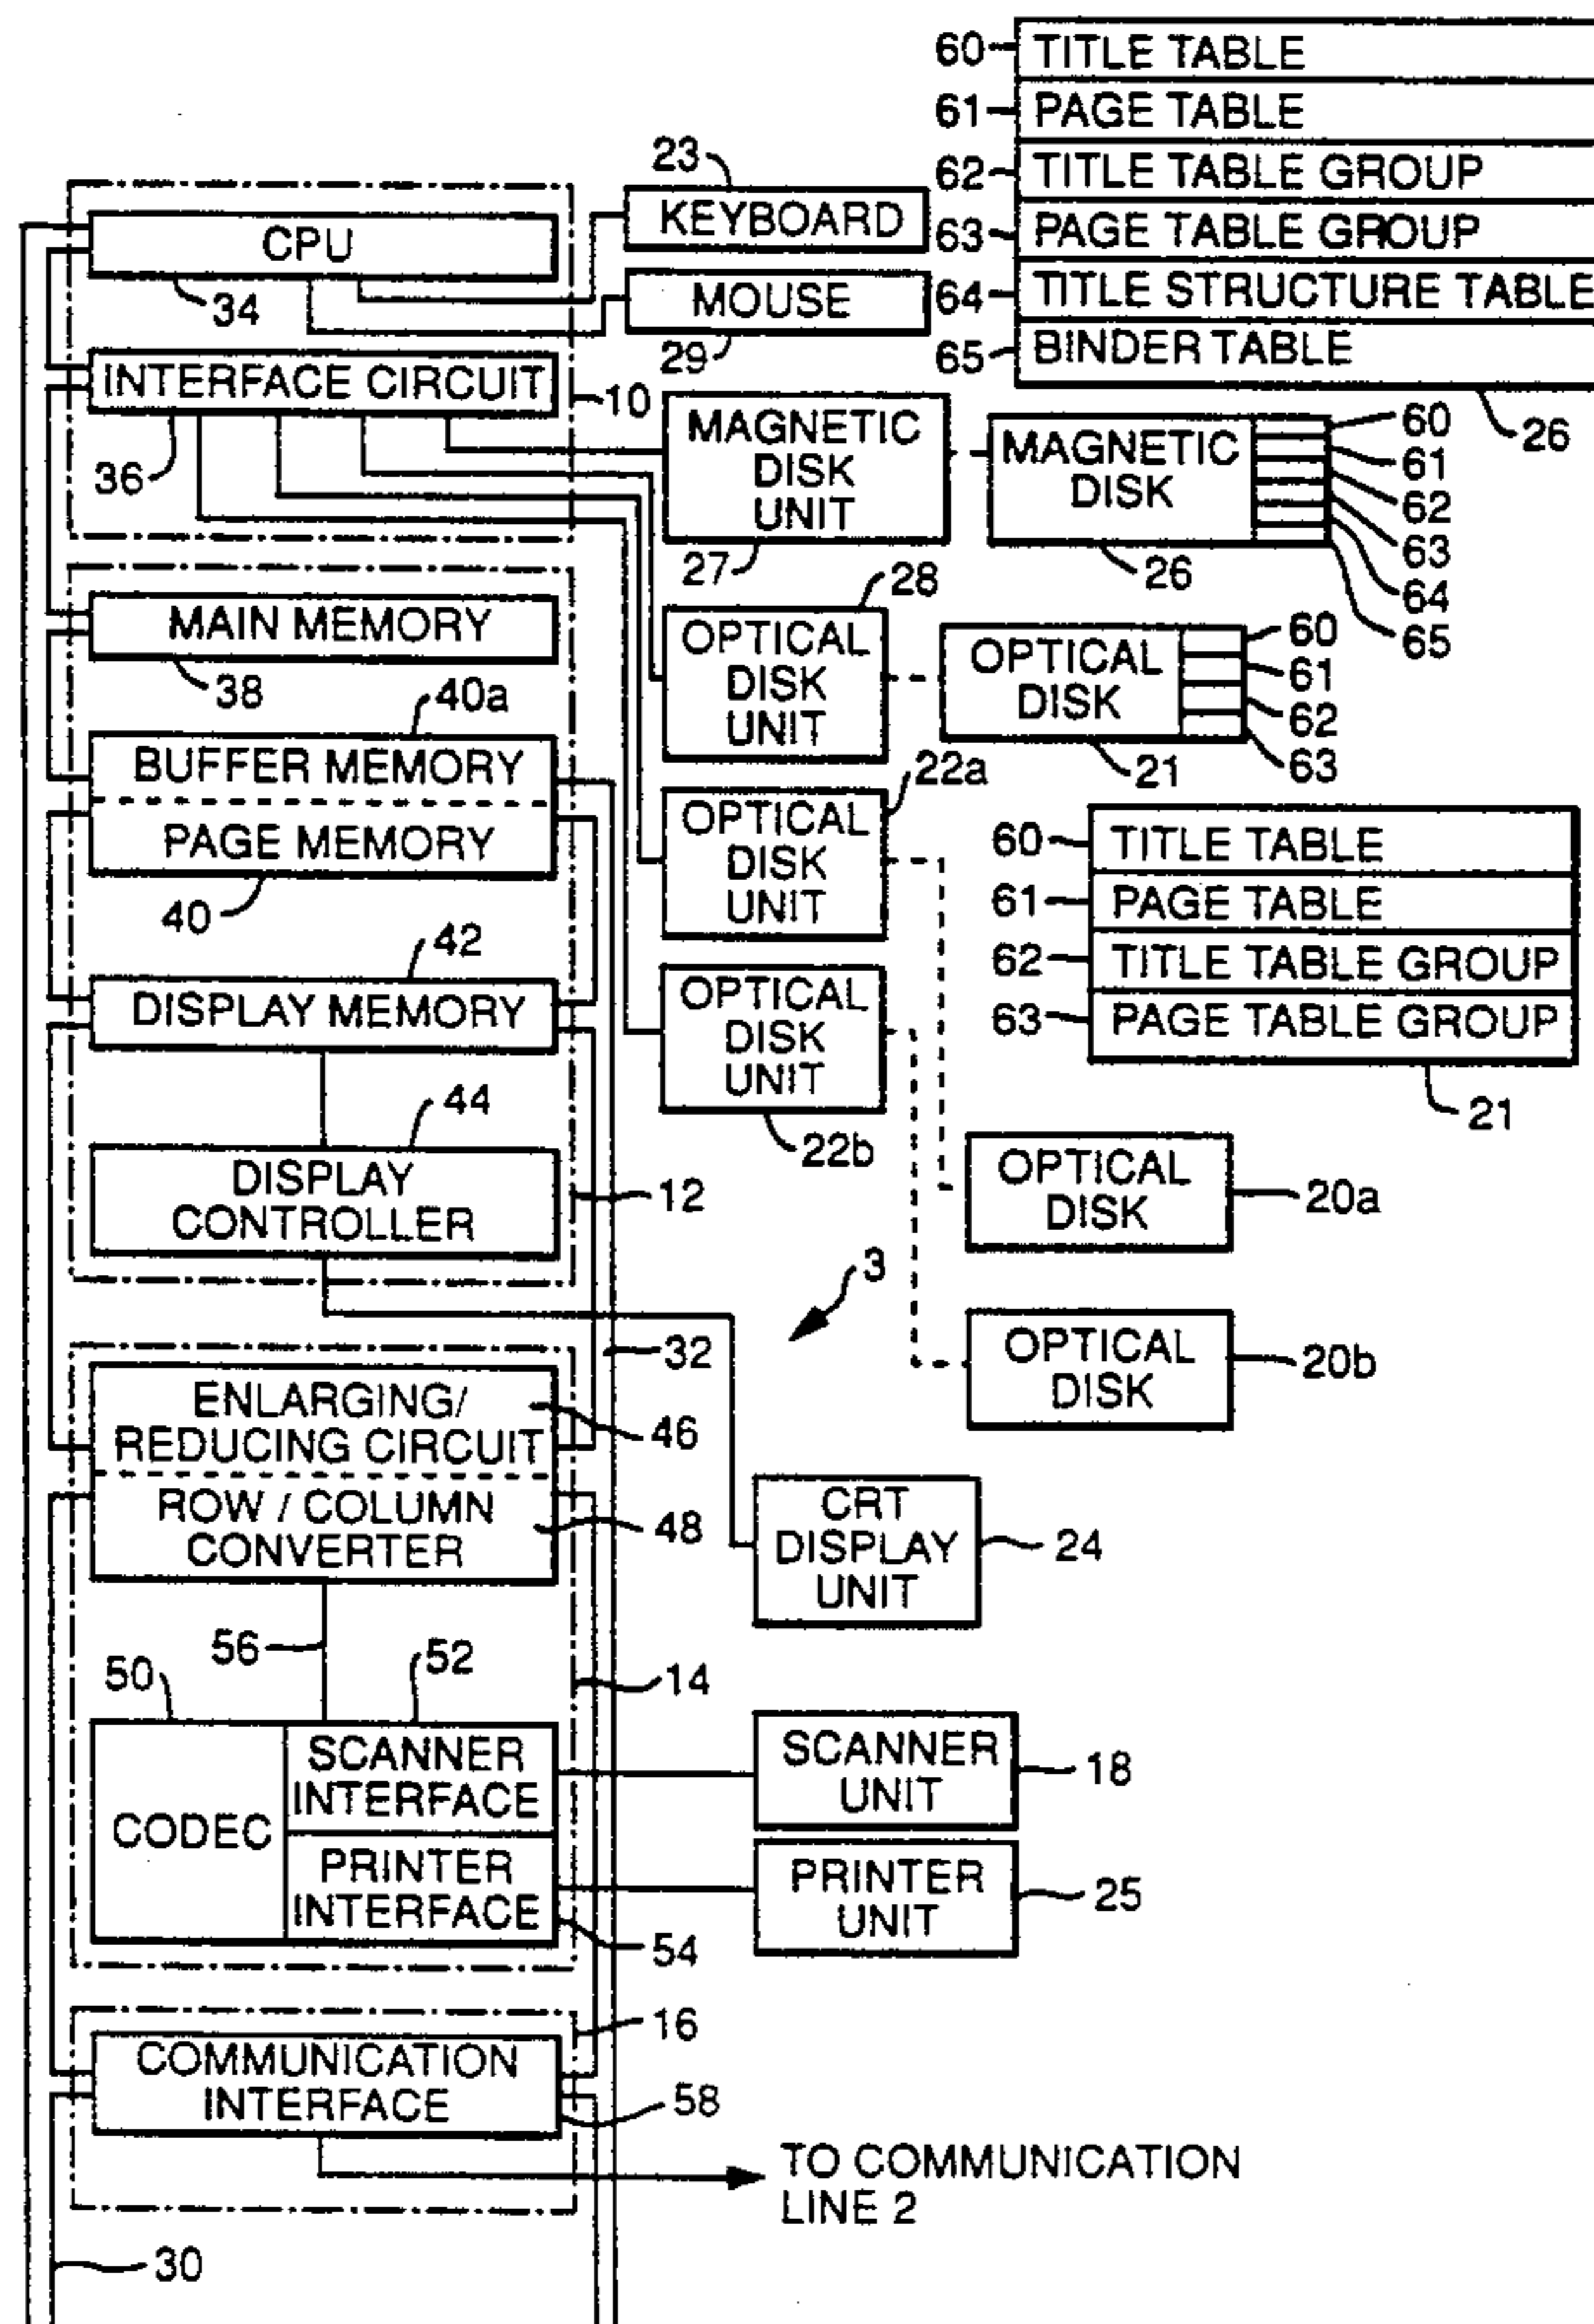 60
TITLE TABLE
61
PAGE TABLE
62
TITLE TABLE GROUP
63
PAGE TABLE GROUP
64
TITLE STRUCTURE TABLE
65
BINDER TABLE
26
23
KEYBOARD
MOUSE
29
CPU
34
INTERFACE CIRCUIT
36
10
MAGNETIC
DISK
UNIT
27
MAGNETIC
DISK
26
60
61
62
63
64
65
MAIN MEMORY
38
28
OPTICAL
DISK
UNIT
OPTICAL
DISK
21
60
61
62
63
40a
BUFFER MEMORY
PAGE MEMORY
40
22a
OPTICAL
DISK
UNIT
60
TITLE TABLE
61
PAGE TABLE
62
TITLE TABLE GROUP
63
PAGE TABLE GROUP
21
42
DISPLAY MEMORY
OPTICAL
DISK
UNIT
22b
44
DISPLAY
CONTROLLER
12
OPTICAL
DISK
20a
3
OPTICAL
DISK
20b
32
ENLARGING/
REDUCING CIRCUIT
46
ROW / COLUMN
CONVERTER
48
CRT
DISPLAY
UNIT
24
56
52
50
14
CODEC
SCANNER
INTERFACE
PRINTER
INTERFACE
54
SCANNER
UNIT
18
PRINTER
UNIT
25
16
COMMUNICATION
INTERFACE
58
TO COMMUNICATION
LINE 2
30